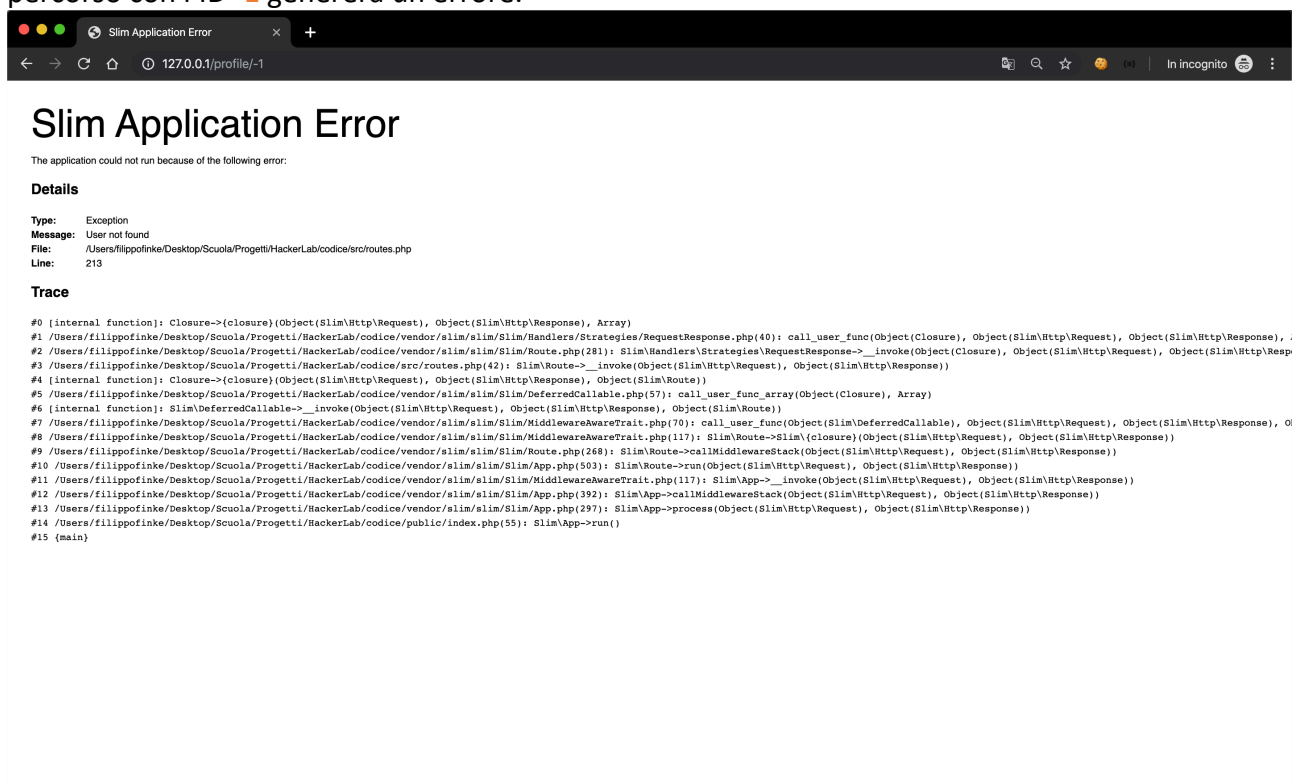 percorso con l'ID -1 genererà un errore.
Slim Application Error
127.0.0.1/profile/-1
In incognito
Slim Application Error
The application could not run because of the following error:
Details
Type: Exception
Message: User not found
File: /Users/filippofinke/Desktop/Scuola/Progetti/HackerLab/codice/src/routes.php
Line: 213
Trace
#0 [internal function]: Closure->{closure}(Object(Slim\Http\Request), Object(Slim\Http\Response), Array)
#1 /Users/filippofinke/Desktop/Scuola/Progetti/HackerLab/codice/vendor/slim/slim/Slim/Handlers/Strategies/RequestResponse.php(40): call_user_func(Object(Closure), Object(Slim\Http\Request), Object(Slim\Http\Response),
#2 /Users/filippofinke/Desktop/Scuola/Progetti/HackerLab/codice/vendor/slim/slim/Slim/Route.php(281): Slim\Handlers\Strategies\RequestResponse->__invoke(Object(Closure), Object(Slim\Http\Request), Object(Slim\Http\Resp
#3 /Users/filippofinke/Desktop/Scuola/Progetti/HackerLab/codice/src/routes.php(42): Slim\Route->__invoke(Object(Slim\Http\Request), Object(Slim\Http\Response))
#4 [internal function]: Closure->{closure}(Object(Slim\Http\Request), Object(Slim\Http\Response), Object(Slim\Route))
#5 /Users/filippofinke/Desktop/Scuola/Progetti/HackerLab/codice/vendor/slim/slim/Slim/DeferredCallable.php(57): call_user_func_array(Object(Closure), Array)
#6 [internal function]: Slim\DeferredCallable->__invoke(Object(Slim\Http\Request), Object(Slim\Http\Response), Object(Slim\Route))
#7 /Users/filippofinke/Desktop/Scuola/Progetti/HackerLab/codice/vendor/slim/slim/Slim/MiddlewareAwareTrait.php(70): call_user_func(Object(Slim\DeferredCallable), Object(Slim\Http\Request), Object(Slim\Http\Response),
#8 /Users/filippofinke/Desktop/Scuola/Progetti/HackerLab/codice/vendor/slim/slim/Slim/MiddlewareAwareTrait.php(117): Slim\Route->Slim\{closure}(Object(Slim\Http\Request), Object(Slim\Http\Response))
#9 /Users/filippofinke/Desktop/Scuola/Progetti/HackerLab/codice/vendor/slim/slim/Slim/Route.php(268): Slim\Route->callMiddlewareStack(Object(Slim\Http\Request), Object(Slim\Http\Response))
#10 /Users/filippofinke/Desktop/Scuola/Progetti/HackerLab/codice/vendor/slim/slim/Slim/App.php(503): Slim\Route->run(Object(Slim\Http\Request), Object(Slim\Http\Response))
#11 /Users/filippofinke/Desktop/Scuola/Progetti/HackerLab/codice/vendor/slim/slim/Slim/MiddlewareAwareTrait.php(117): Slim\App->__invoke(Object(Slim\Http\Request), Object(Slim\Http\Response))
#12 /Users/filippofinke/Desktop/Scuola/Progetti/HackerLab/codice/vendor/slim/slim/Slim/App.php(392): Slim\App->callMiddlewareStack(Object(Slim\Http\Request), Object(Slim\Http\Response))
#13 /Users/filippofinke/Desktop/Scuola/Progetti/HackerLab/codice/vendor/slim/slim/Slim/App.php(297): Slim\App->process(Object(Slim\Http\Request), Object(Slim\Http\Response))
#14 /Users/filippofinke/Desktop/Scuola/Progetti/HackerLab/codice/public/index.php(55): Slim\App->run()
#15 {main}